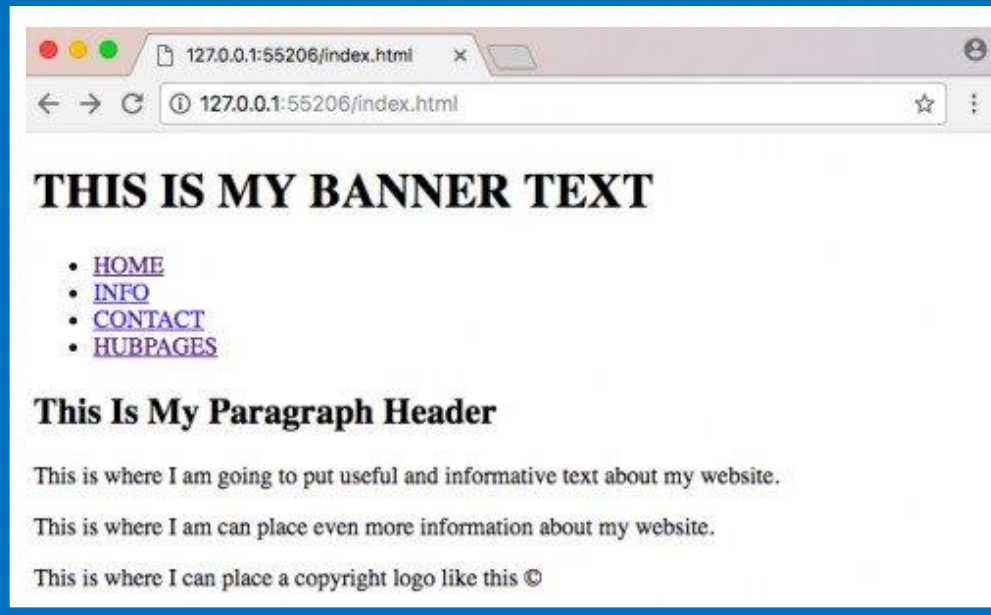 127.0.0.1:55206/index.html
127.0.0.1:55206/index.html
THIS IS MY BANNER TEXT
• HOME
• INFO
• CONTACT
• HUBPAGES
This Is My Paragraph Header
This is where I am going to put useful and informative text about my website.
This is where I am can place even more information about my website.
This is where I can place a copyright logo like this ©